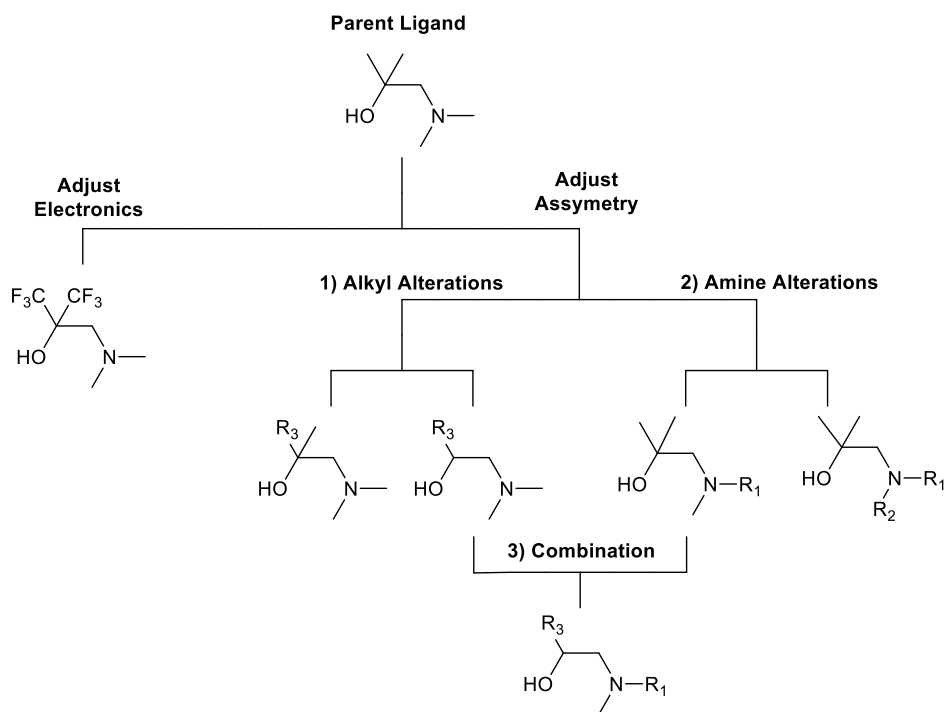 Parent Ligand
HO
N
Adjust
Electronics
Adjust
Assymetry
1) Alkyl Alterations
2) Amine Alterations
F3C CF3
HO
N
R3
HO
N
R3
HO
N
HO
N R1
HO
N R1
R2
3) Combination
R3
HO
N R1